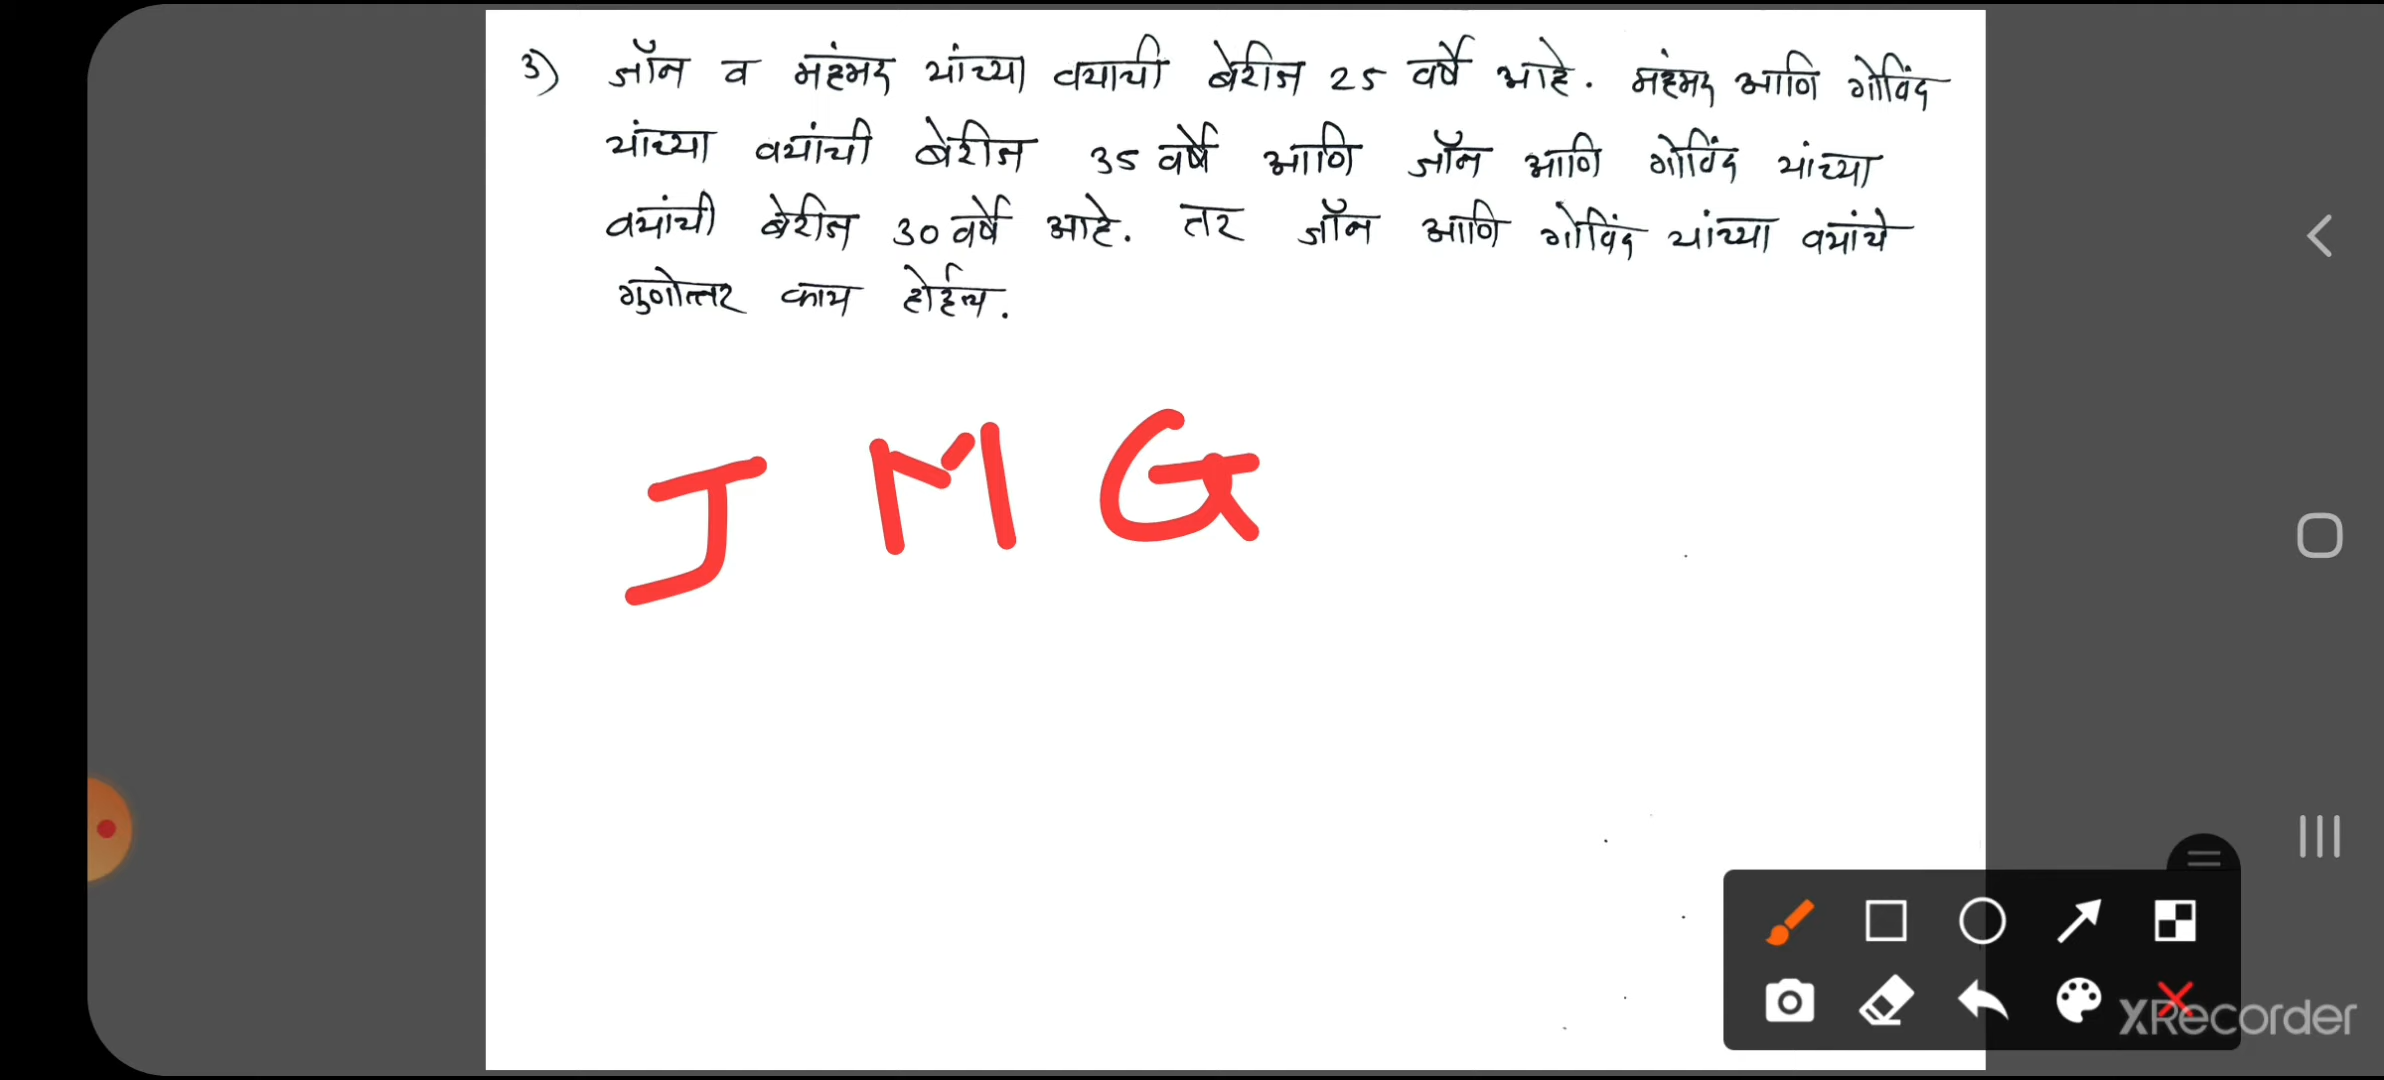 3) जॉन व महंमद यांच्या वयाची बेरीज 25 वर्षे आहे. महंमद आणि गोविंद
यांच्या वयांची बेरीज 35 वर्षे आणि जॉन आणि गोविंद यांच्या
वयांची बेरीज 30 वर्षे आहे. तर जॉन आणि गोविंद यांच्या वयांचे
गुणोत्तर काय होईल.
J M G
XRecorder